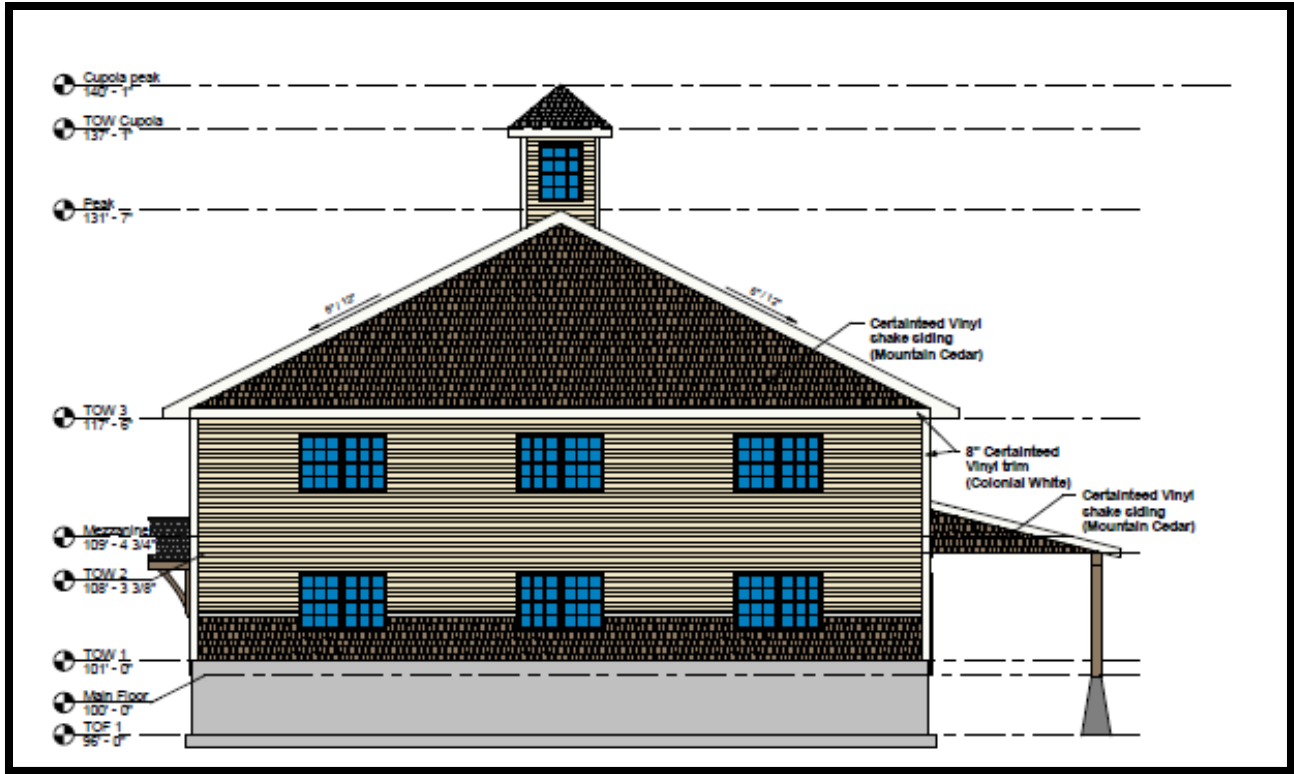 Cupola peak
140' - 1"
TOW Cupola
137' - 1"
Peak
131' - 7"
6" / 12"
6" / 12"
Certainteed Vinyl
shake siding
(Mountain Cedar)
TOW 3
117' - 6"
8" Certainteed
Vinyl trim
(Colonial White)
Certainteed Vinyl
shake siding
(Mountain Cedar)
Mezzanine
109' - 4 3/4"
TOW 2
108' - 3 3/8"
TOW 1
101' - 0"
Main Floor
100' - 0"
TOF 1
96' - 0"